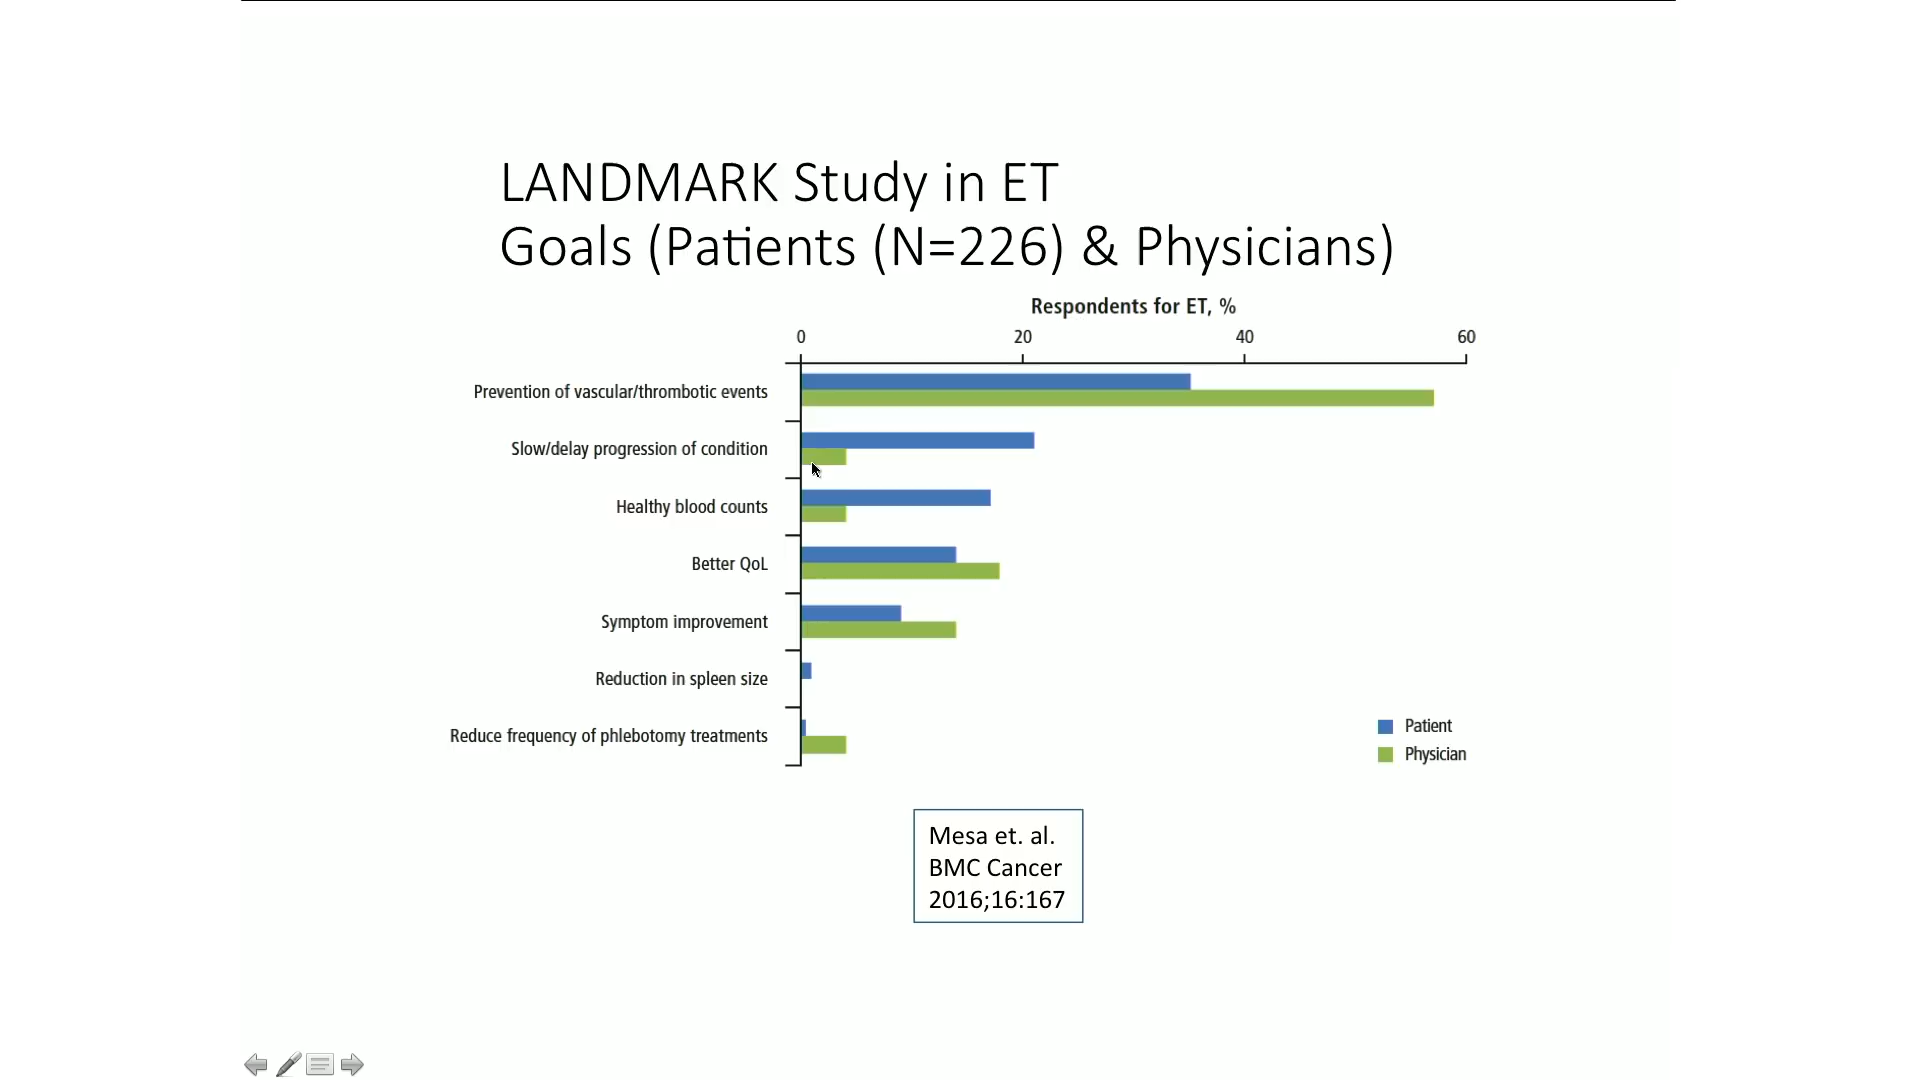 LANDMARK Study in ET
Goals (Patients (N=226) & Physicians)
Respondents for ET, %
0 20 40 60
Prevention of vascular/thrombotic events
Slow/delay progression of condition
Healthy blood counts
Better QoL
Symptom improvement
Reduction in spleen size
Reduce frequency of phlebotomy treatments
Patient
Physician
Mesa et. al.
BMC Cancer
2016;16:167